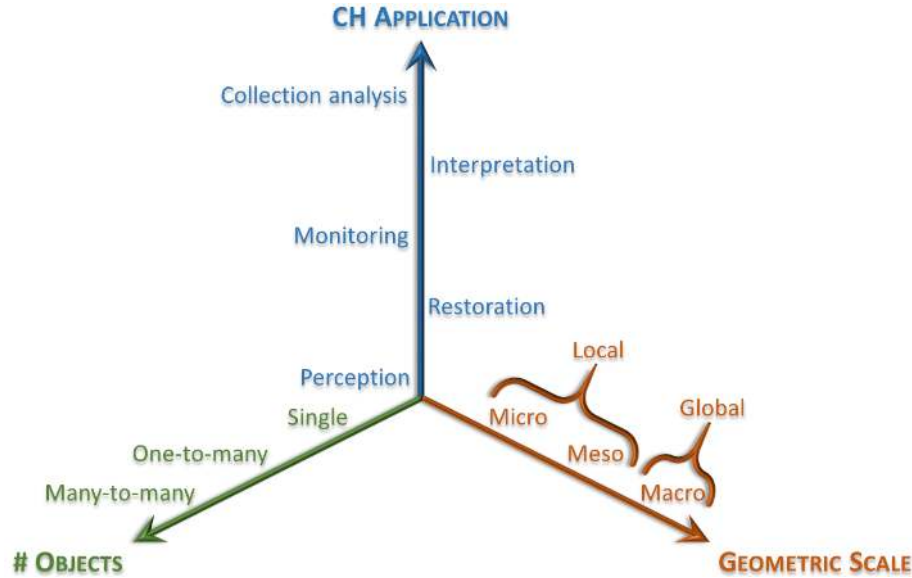 CH APPLICATION
Collection analysis
Interpretation
Monitoring
Restoration
Perception
Local
Global
Single
Micro
One-to-many
Meso
Many-to-many
Macro
# OBJECTS
GEOMETRIC SCALE